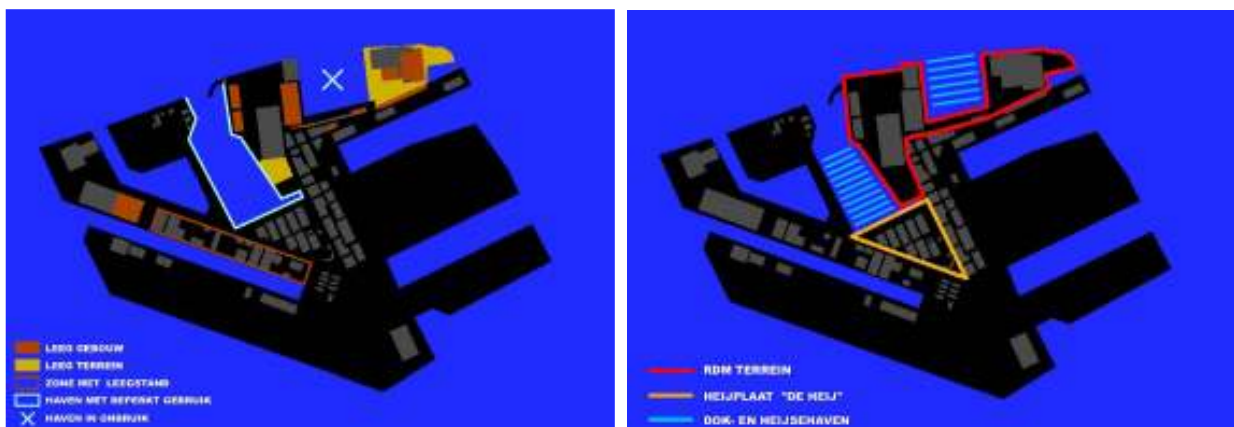 LEEG GEBOUW
LEEG TERREIN
ZONE MET LEEGSTAND
HAVEN MET BEPERKT GEBRUIK
HAVEN IN ONBRUIK
RDM TERREIN
HEIJPLAAT "DE HEIJ"
DOK- EN HEIJSEHAVEN